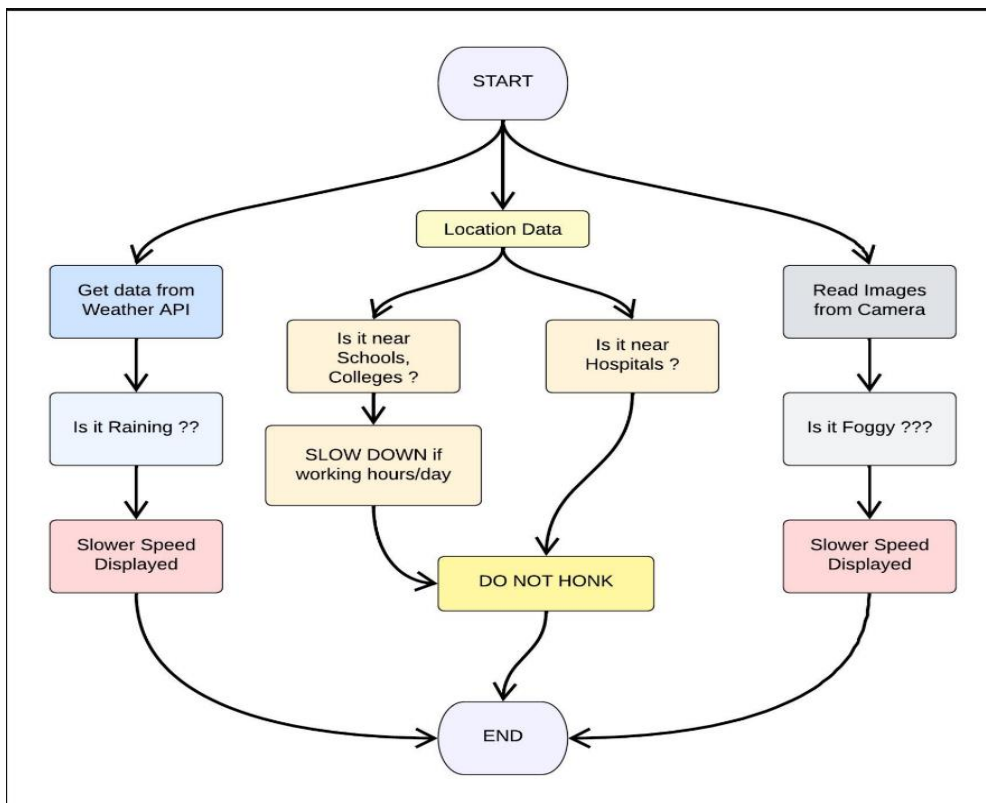 START
Location Data
Get data from
Weather API
Read Images
from Camera
Is it near
Schools,
Colleges ?
Is it near
Hospitals ?
Is it Raining ??
SLOW DOWN if
working hours/day
Is it Foggy ???
Slower Speed
Displayed
DO NOT HONK
Slower Speed
Displayed
END